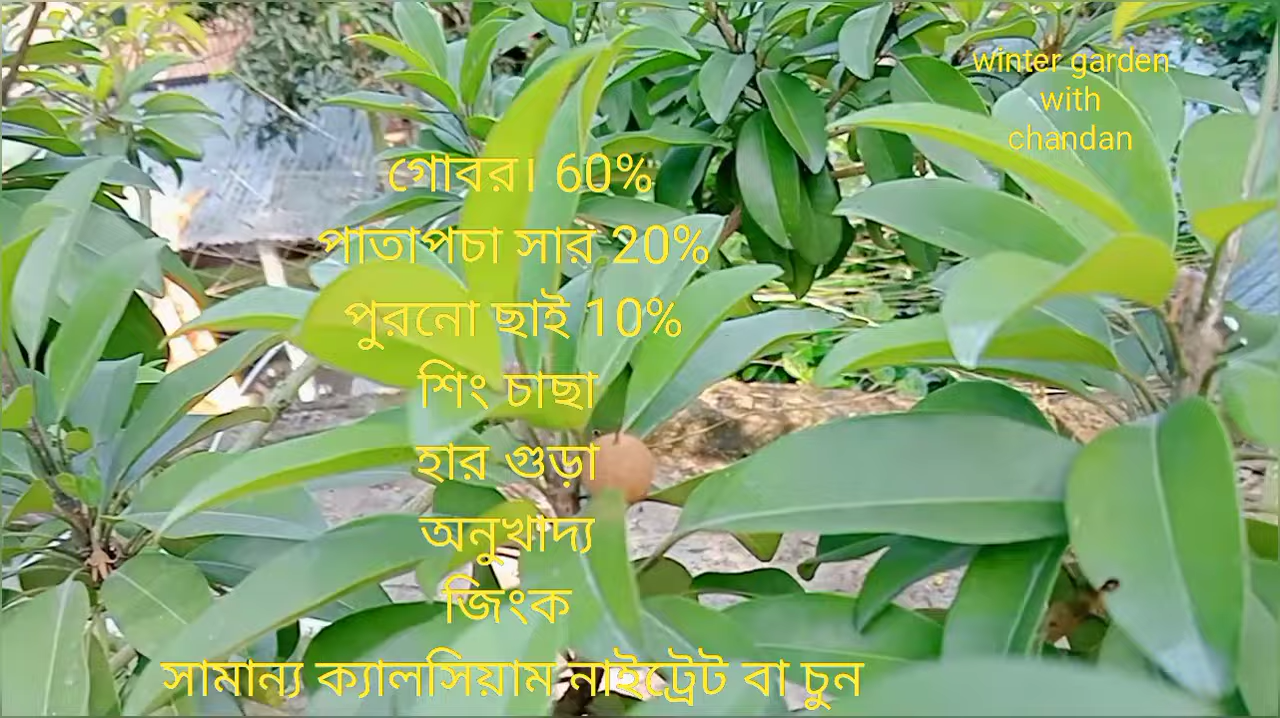 winter garden
with
chandan
গোবর। 60%
পাতাপচা সার 20%
পুরনো ছাই 10%
শিং চাছা
হার গুড়া
অনুখাদ্য
জিংক
সামান্য ক্যালসিয়াম নাইট্রেট বা চুন